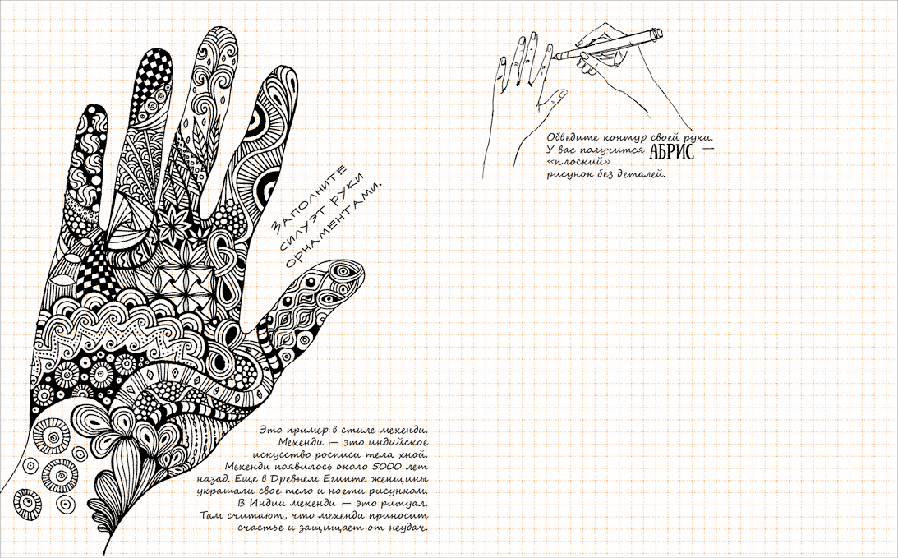 Обведите контур своей руки.
У вас получится АБРИС —
«плоский»
рисунок без деталей.
ЗАПОЛНИТЕ
СИЛУЭТ РУКИ
ОРНАМЕНТАМИ.
Это пример в стиле мехенди.
Мехенди — это индийское
искусство росписи тела хной.
Мехенди появилось около 5000 лет
назад. Еще в Древнем Египте женщины
украшали свое тело и ногти рисунком.
В Индии мехенди — это ритуал.
Там считают, что мехенди приносит
счастье и защищает от неудач.